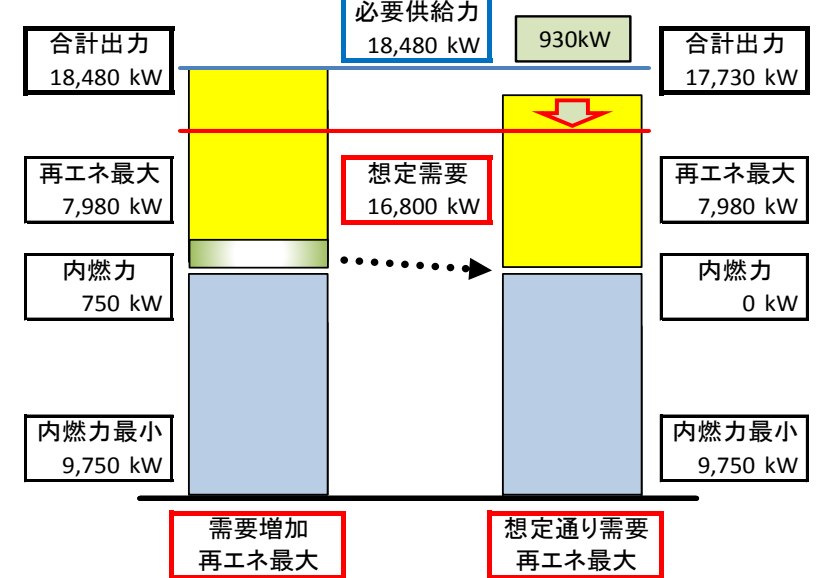 必要供給力
18,480 kW
930kW
合計出力
18,480 kW
合計出力
17,730 kW
再エネ最大
7,980 kW
想定需要
16,800 kW
再エネ最大
7,980 kW
内燃力
750 kW
内燃力
0 kW
内燃力最小
9,750 kW
内燃力最小
9,750 kW
需要増加
再エネ最大
想定通り需要
再エネ最大